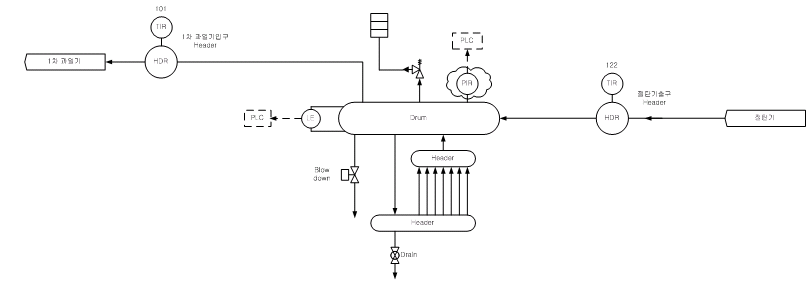 101
TIR
1차 과열기입구
Header
HDR
1차 과열기
PLC
PIR
122
TIR
절탄기출구
Header
HDR
절탄기
PLC
LE
Drum
Header
Blow
down
Header
Drain